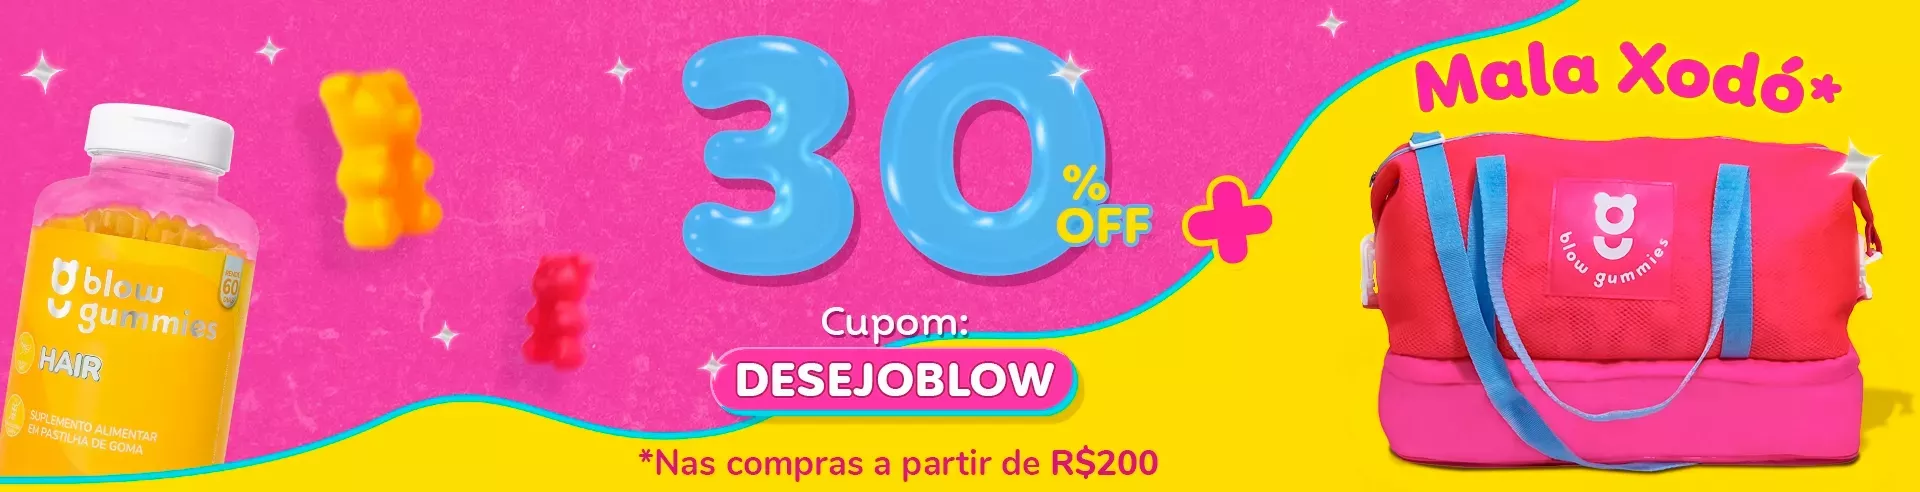 30
%
OFF
Cupom:
DESEJOBLOW
*Nas compras a partir de R$200
Mala Xodó*
blow gummies
blow
gummies
60
HAIR
SUPLEMENTO ALIMENTAR
EM PASTILHA DE GOMA